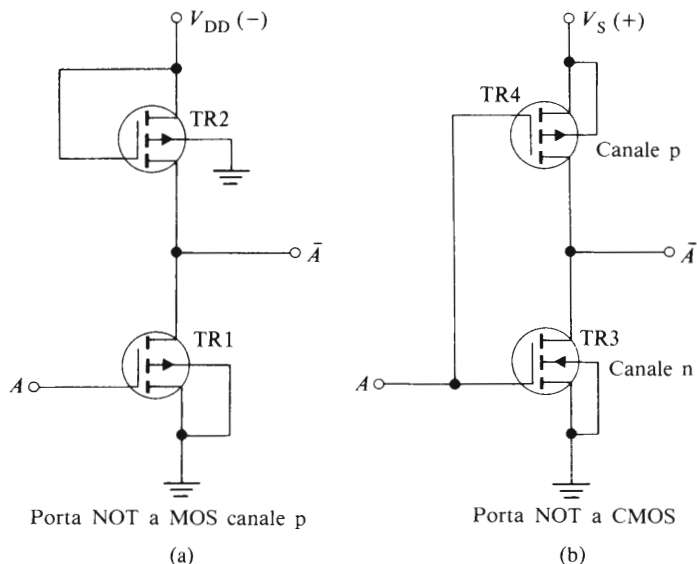 V_DD (−)
TR2
Ā
TR1
A
Porta NOT a MOS canale p
(a)
V_S (+)
TR4
Canale p
Ā
TR3
Canale n
A
Porta NOT a CMOS
(b)